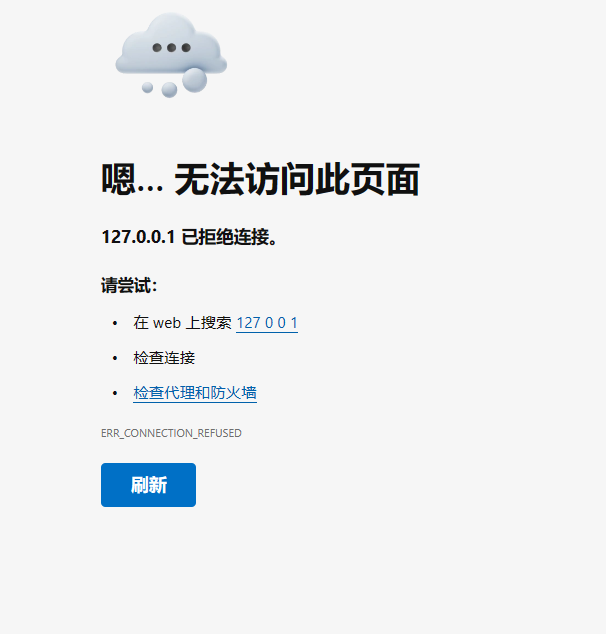 嗯... 无法访问此页面
127.0.0.1 已拒绝连接。
请尝试：
• 在 web 上搜索 127 0 0 1
• 检查连接
• 检查代理和防火墙
ERR_CONNECTION_REFUSED
刷新